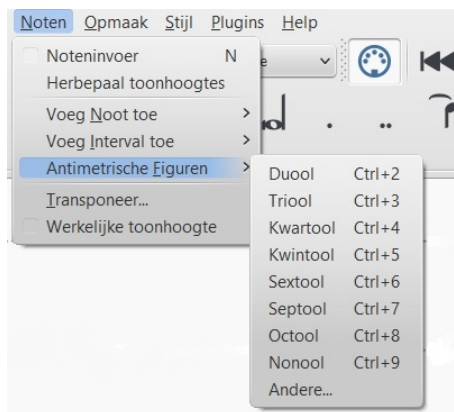 Noten Opmaak Stijl Plugins Help
Noteninvoer N
Herbepaal toonhoogtes
Voeg Noot toe
Voeg Interval toe
Antimetrische Figuren
Transponeer...
Werkelijke toonhoogte
Duool Ctrl+2
Triool Ctrl+3
Kwartool Ctrl+4
Kwintool Ctrl+5
Sextool Ctrl+6
Septool Ctrl+7
Octool Ctrl+8
Nonool Ctrl+9
Andere...